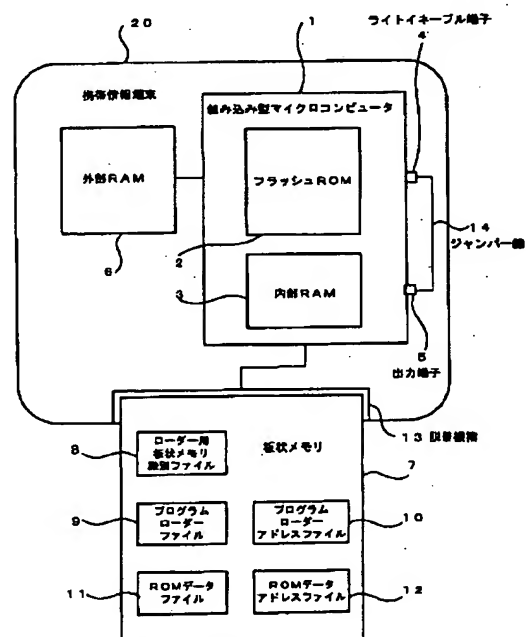 20
1
ライトイネーブル端子
4
携帯情報端末
組み込み型マイクロコンピュータ
外部RAM
フラッシュROM
14
ジャンパー線
6
2
3
内部RAM
5
出力端子
13 脱着機構
8
ローダー用
板状メモリ
識別ファイル
板状メモリ
7
9
プログラム
ローダー
ファイル
プログラム
ローダー
アドレスファイル
10
11
ROMデータ
ファイル
ROMデータ
アドレスファイル
12